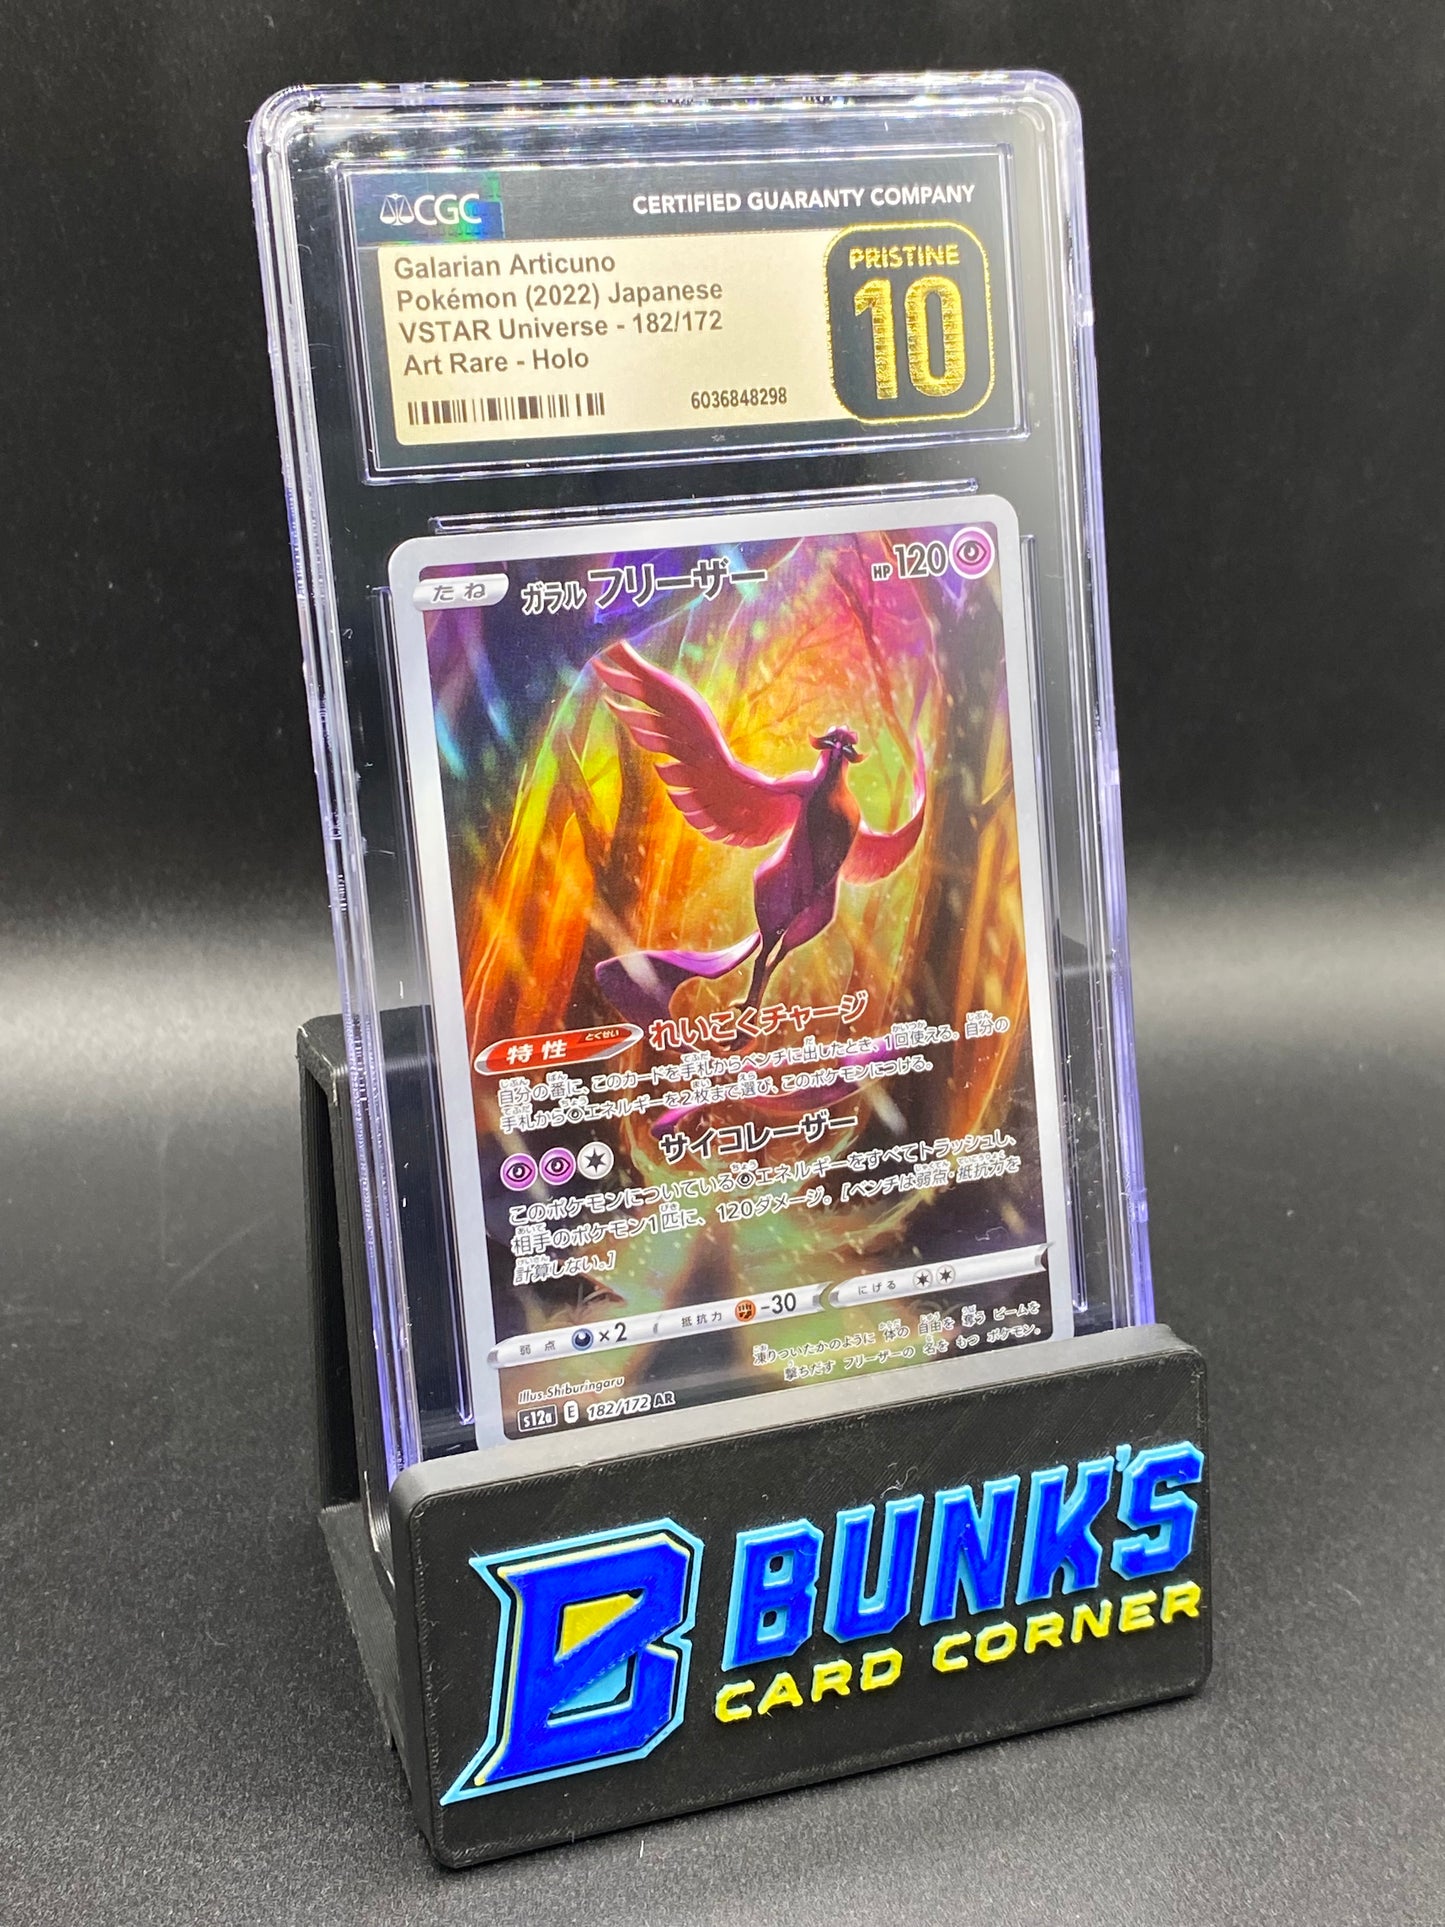 CGC
CERTIFIED GUARANTY COMPANY
Galarian Articuno
Pokémon (2022) Japanese
VSTAR Universe - 182/172
Art Rare - Holo
6036848298
PRISTINE
10
たね
ガラル フリーザー
HP 120
特性 とくせい れいこくチャージ
自分の番に、このカードを手札からベンチに出したとき、1回使える。自分の
手札からエネルギーを2枚まで選び、このポケモンにつける。
サイコレーザー
このポケモンについているエネルギーをすべてトラッシュし、
相手のポケモン1匹に、120ダメージ。[ベンチは弱点・抵抗力を
計算しない。]
弱点 ×2 抵抗力 -30 にげる
凍りついたかのように 体の 自由を 奪う ビームを
撃ちだす フリーザーの 名を もつ ポケモン。
Illus. Shiburingaru
s12a E 182/172 AR
B
BUNK'S
CARD CORNER